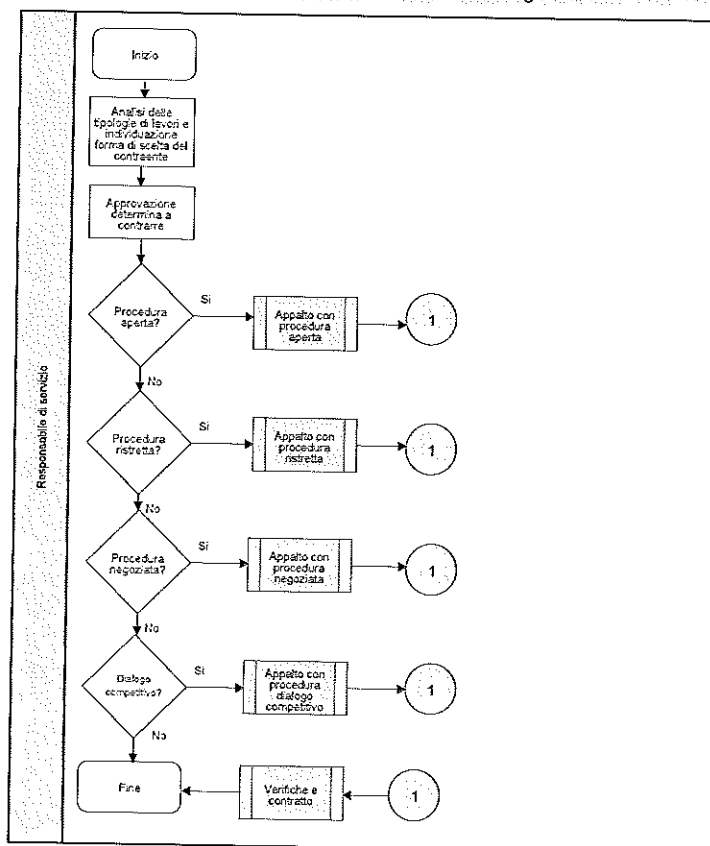 Inizio
Analisi delle
tipologie di lavori e
individuazione
forma di scelta del
contraente
Approvazione
determina a
contrarre
Procedura
aperta?
Si
Appalto con
procedura
aperta
1
No
Procedura
ristretta?
Si
Appalto con
procedura
ristretta
1
No
Procedura
negoziata?
Si
Appalto con
procedura
negoziata
1
No
Dialogo
competitivo?
Si
Appalto con
procedura
dialogo
competitivo
1
No
Fine
Verifiche e
contratto
1
Responsabile di servizio